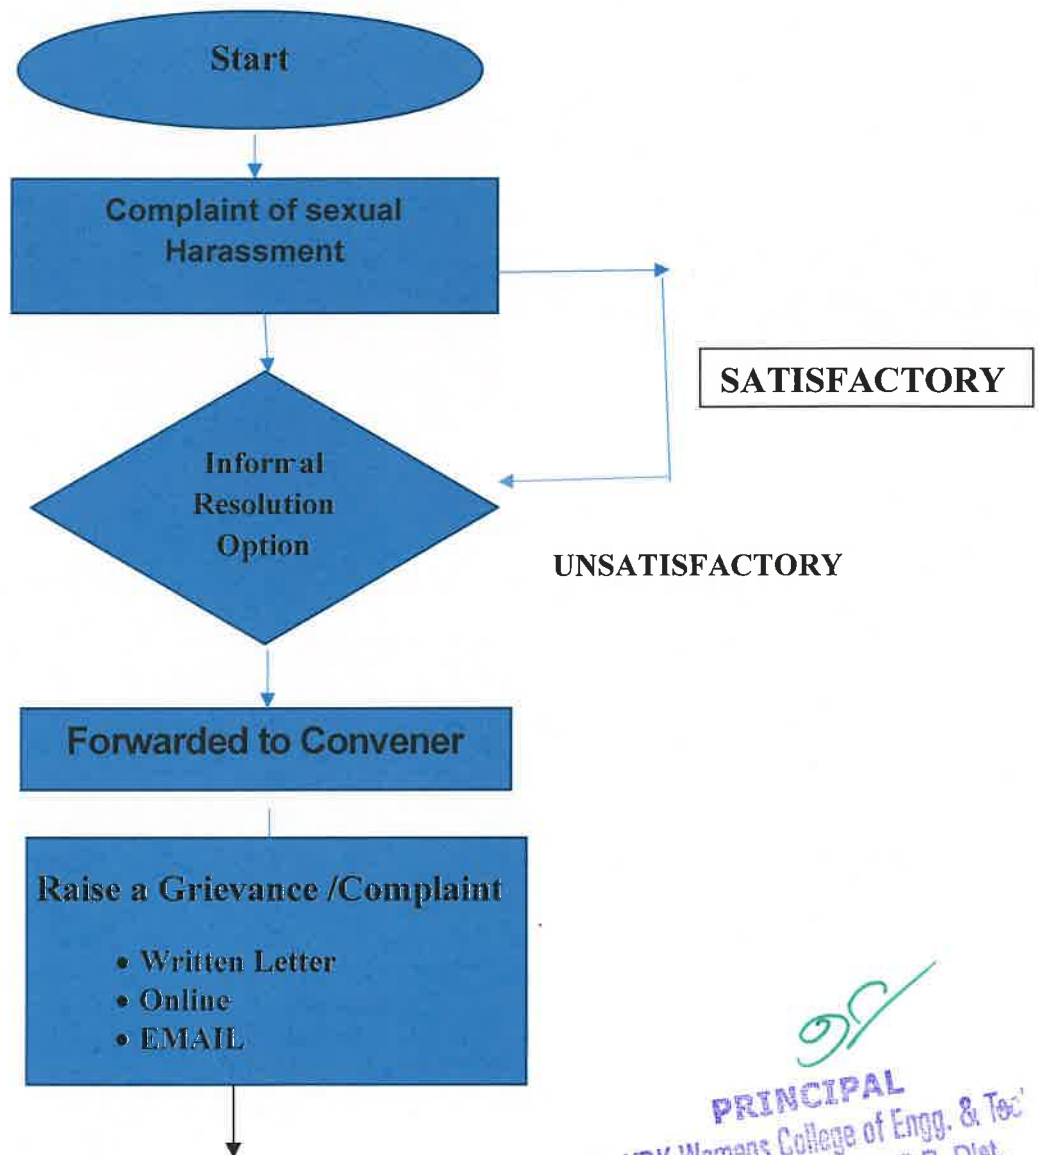 Start
Complaint of sexual
Harassment
SATISFACTORY
Informal
Resolution
Option
UNSATISFACTORY
Forwarded to Convener
Raise a Grievance /Complaint
• Written Letter
• Online
• EMAIL
PRINCIPAL
Womens College of Engg. & Tec
Dist